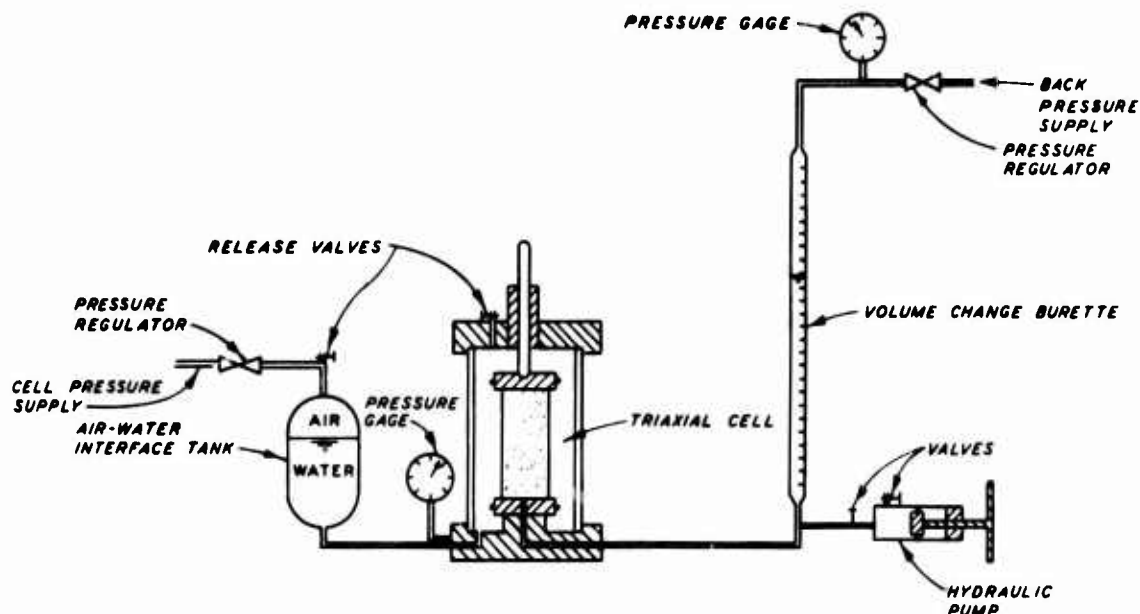 PRESSURE GAGE
BACK
PRESSURE
SUPPLY
PRESSURE
REGULATOR
RELEASE VALVES
PRESSURE
REGULATOR
VOLUME CHANGE BURETTE
CELL PRESSURE
SUPPLY
AIR-WATER
INTERFACE TANK
AIR
WATER
PRESSURE
GAGE
TRIAXIAL CELL
VALVES
HYDRAULIC
PUMP